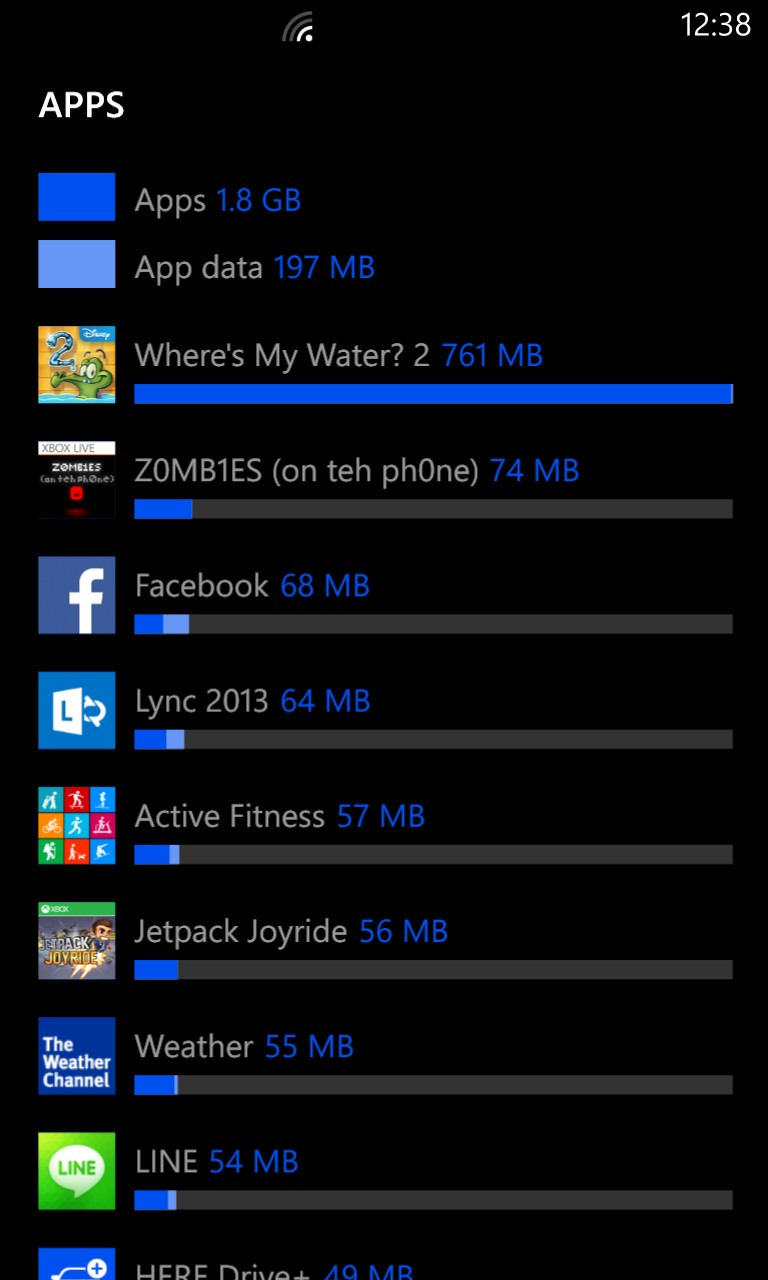 12:38
APPS
Apps 1.8 GB
App data 197 MB
2
Disney
Where's My Water? 2 761 MB
XBOX LIVE
Z0MB1ES
(on teh ph0ne)
Z0MB1ES (on teh ph0ne) 74 MB
f
Facebook 68 MB
L
Lync 2013 64 MB
Active Fitness 57 MB
XBOX
JETPACK
JOYRIDE
Jetpack Joyride 56 MB
The
Weather
Channel
Weather 55 MB
LINE
LINE 54 MB
HERE Drive+ 49 MB